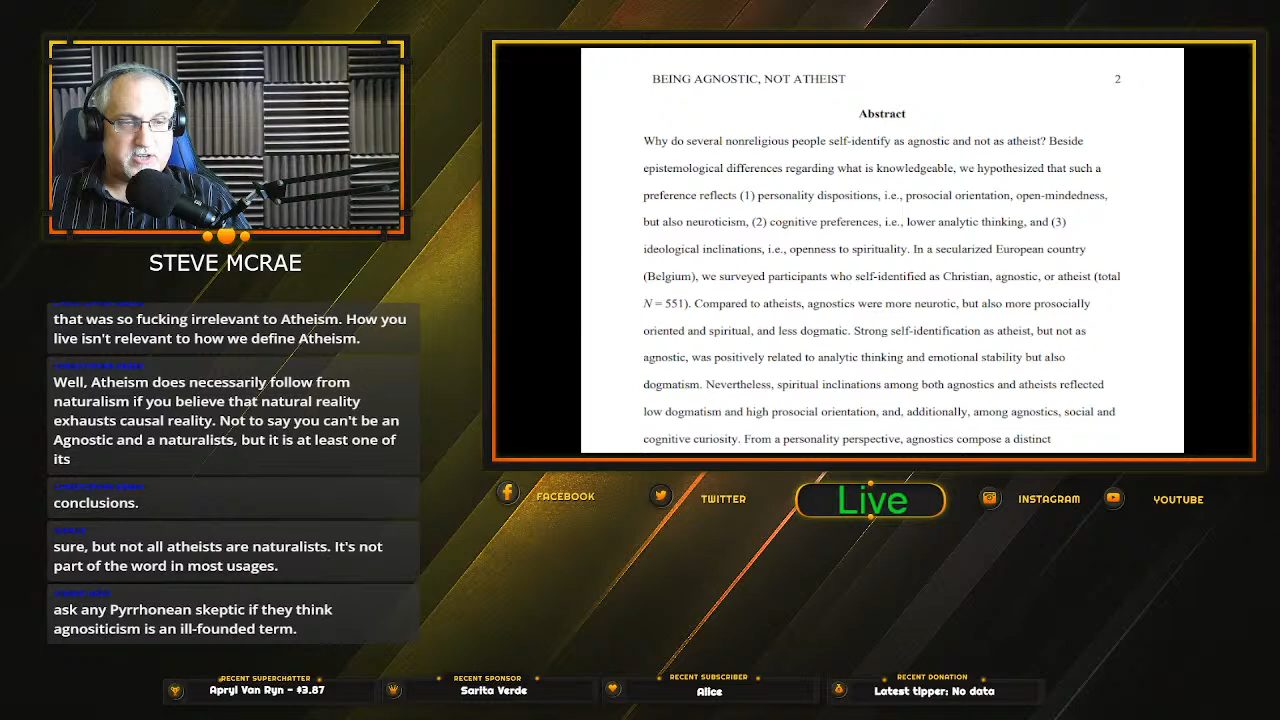 STEVE MCRAE
that was so fucking irrelevant to Atheism. How you
live isn't relevant to how we define Atheism.
Well, Atheism does necessarily follow from
naturalism if you believe that natural reality
exhausts causal reality. Not to say you can't be an
Agnostic and a naturalists, but it is at least one of
its
conclusions.
sure, but not all atheists are naturalists. It's not
part of the word in most usages.
ask any Pyrrhonean skeptic if they think
agnositicism is an ill-founded term.
BEING AGNOSTIC, NOT ATHEIST 2
Abstract
Why do several nonreligious people self-identify as agnostic and not as atheist? Beside
epistemological differences regarding what is knowledgeable, we hypothesized that such a
preference reflects (1) personality dispositions, i.e., prosocial orientation, open-mindedness,
but also neuroticism, (2) cognitive preferences, i.e., lower analytic thinking, and (3)
ideological inclinations, i.e., openness to spirituality. In a secularized European country
(Belgium), we surveyed participants who self-identified as Christian, agnostic, or atheist (total
N = 551). Compared to atheists, agnostics were more neurotic, but also more prosocially
oriented and spiritual, and less dogmatic. Strong self-identification as atheist, but not as
agnostic, was positively related to analytic thinking and emotional stability but also
dogmatism. Nevertheless, spiritual inclinations among both agnostics and atheists reflected
low dogmatism and high prosocial orientation, and, additionally, among agnostics, social and
cognitive curiosity. From a personality perspective, agnostics compose a distinct
FACEBOOK
TWITTER
Live
INSTAGRAM
YOUTUBE
RECENT SUPERCHATTER
Apryl Van Ryn - $3.87
RECENT SPONSOR
Sarita Verde
RECENT SUBSCRIBER
Alice
RECENT DONATION
Latest tipper: No data